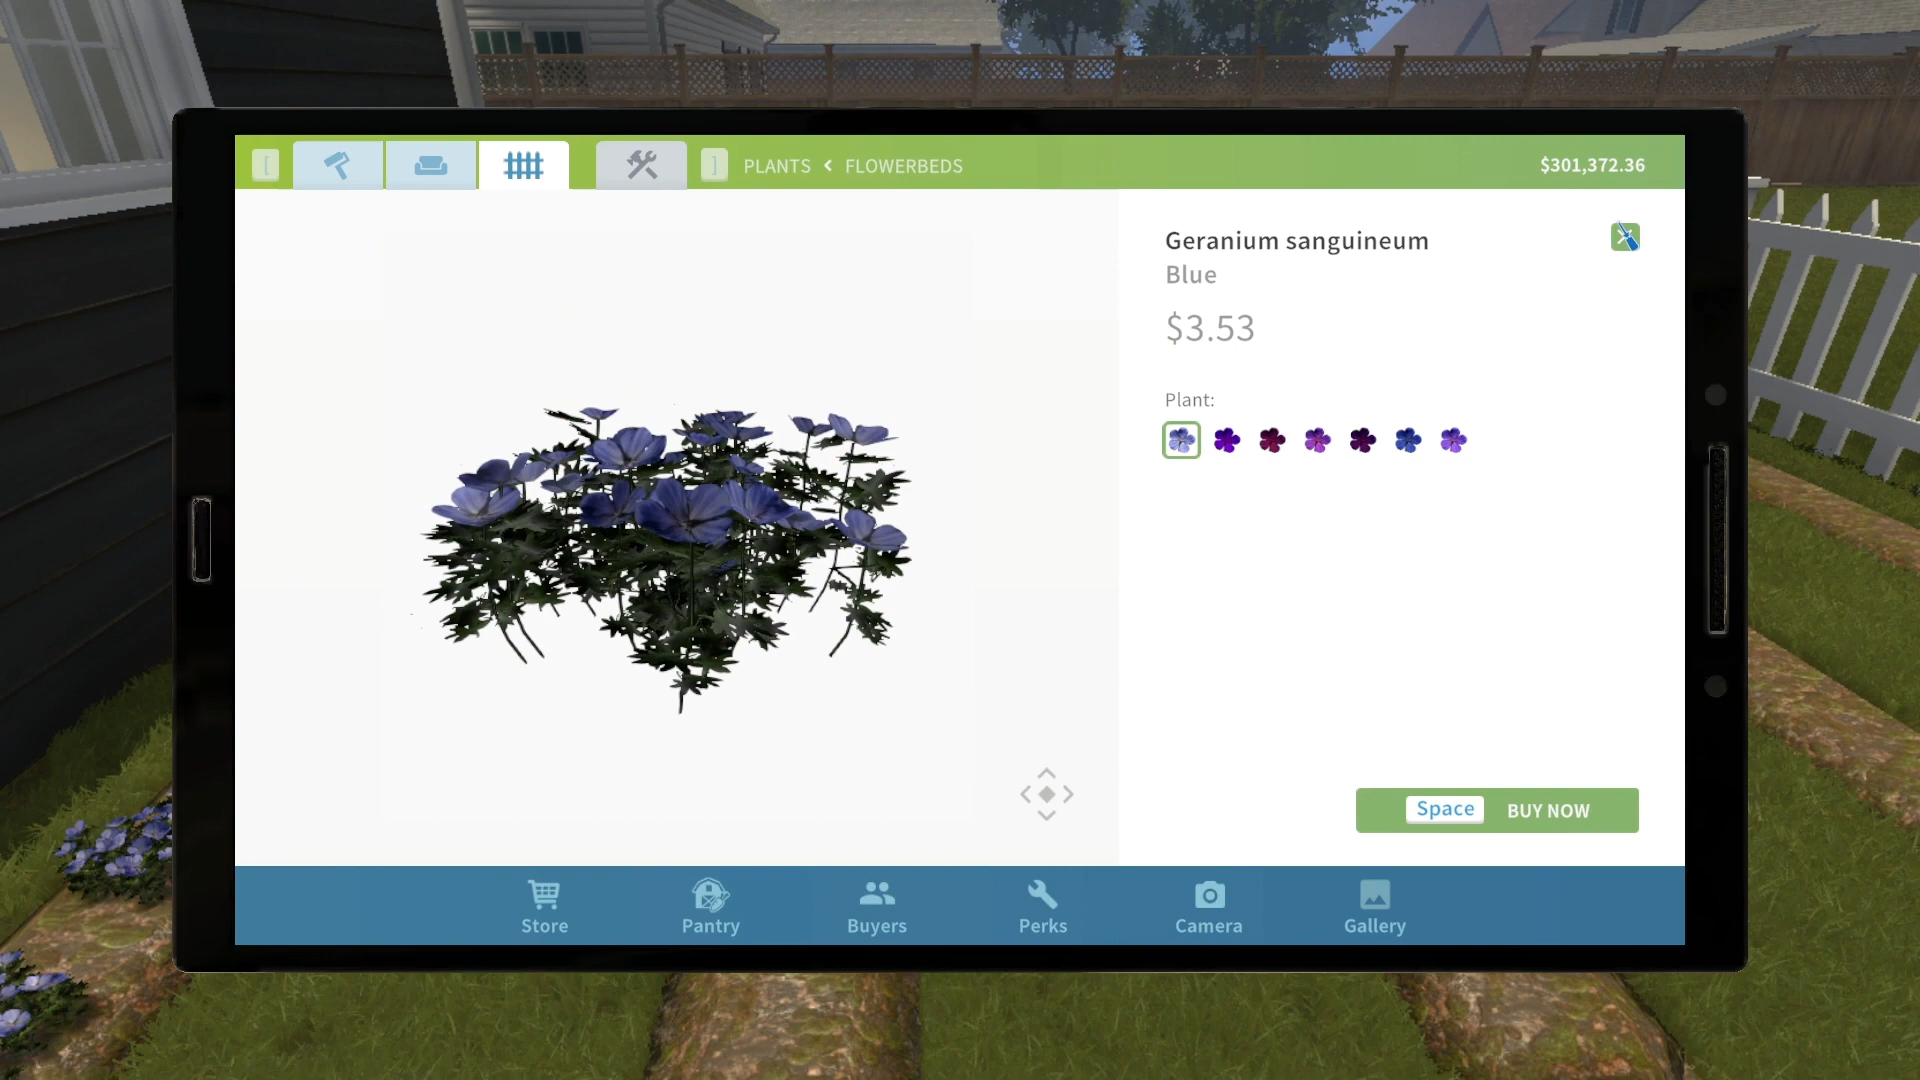 [
]
PLANTS < FLOWERBEDS
$301,372.36
Geranium sanguineum
Blue
$3.53
Plant:
Space BUY NOW
Store Pantry Buyers Perks Camera Gallery